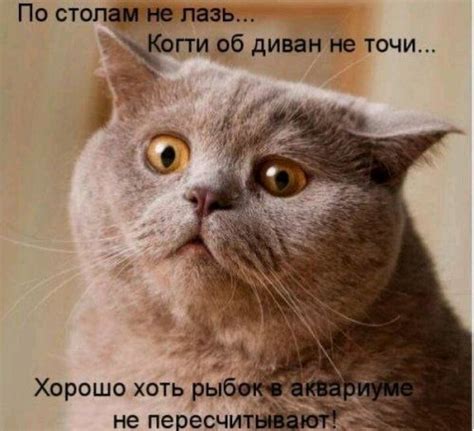 По столам не лазь...
Когти об диван не точи...
Хорошо хоть рыбок в аквариуме
не пересчитывают!